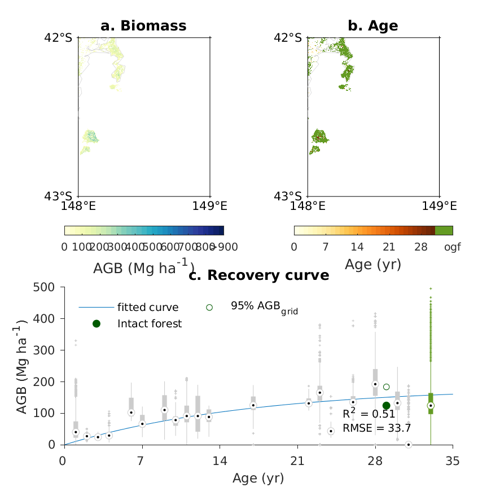 a. Biomass
b. Age
42°S
42°S
43°S
43°S
148°E
149°E
148°E
149°E
0 100 200 300 400 500 600 700 800 >900
0 7 14 21 28 ogf
AGB (Mg ha-1)
Age (yr)
c. Recovery curve
500
400
300
200
100
0
AGB (Mg ha-1)
fitted curve
95% AGBgrid
Intact forest
R2 = 0.51
RMSE = 33.7
0 7 14 21 28 35
Age (yr)